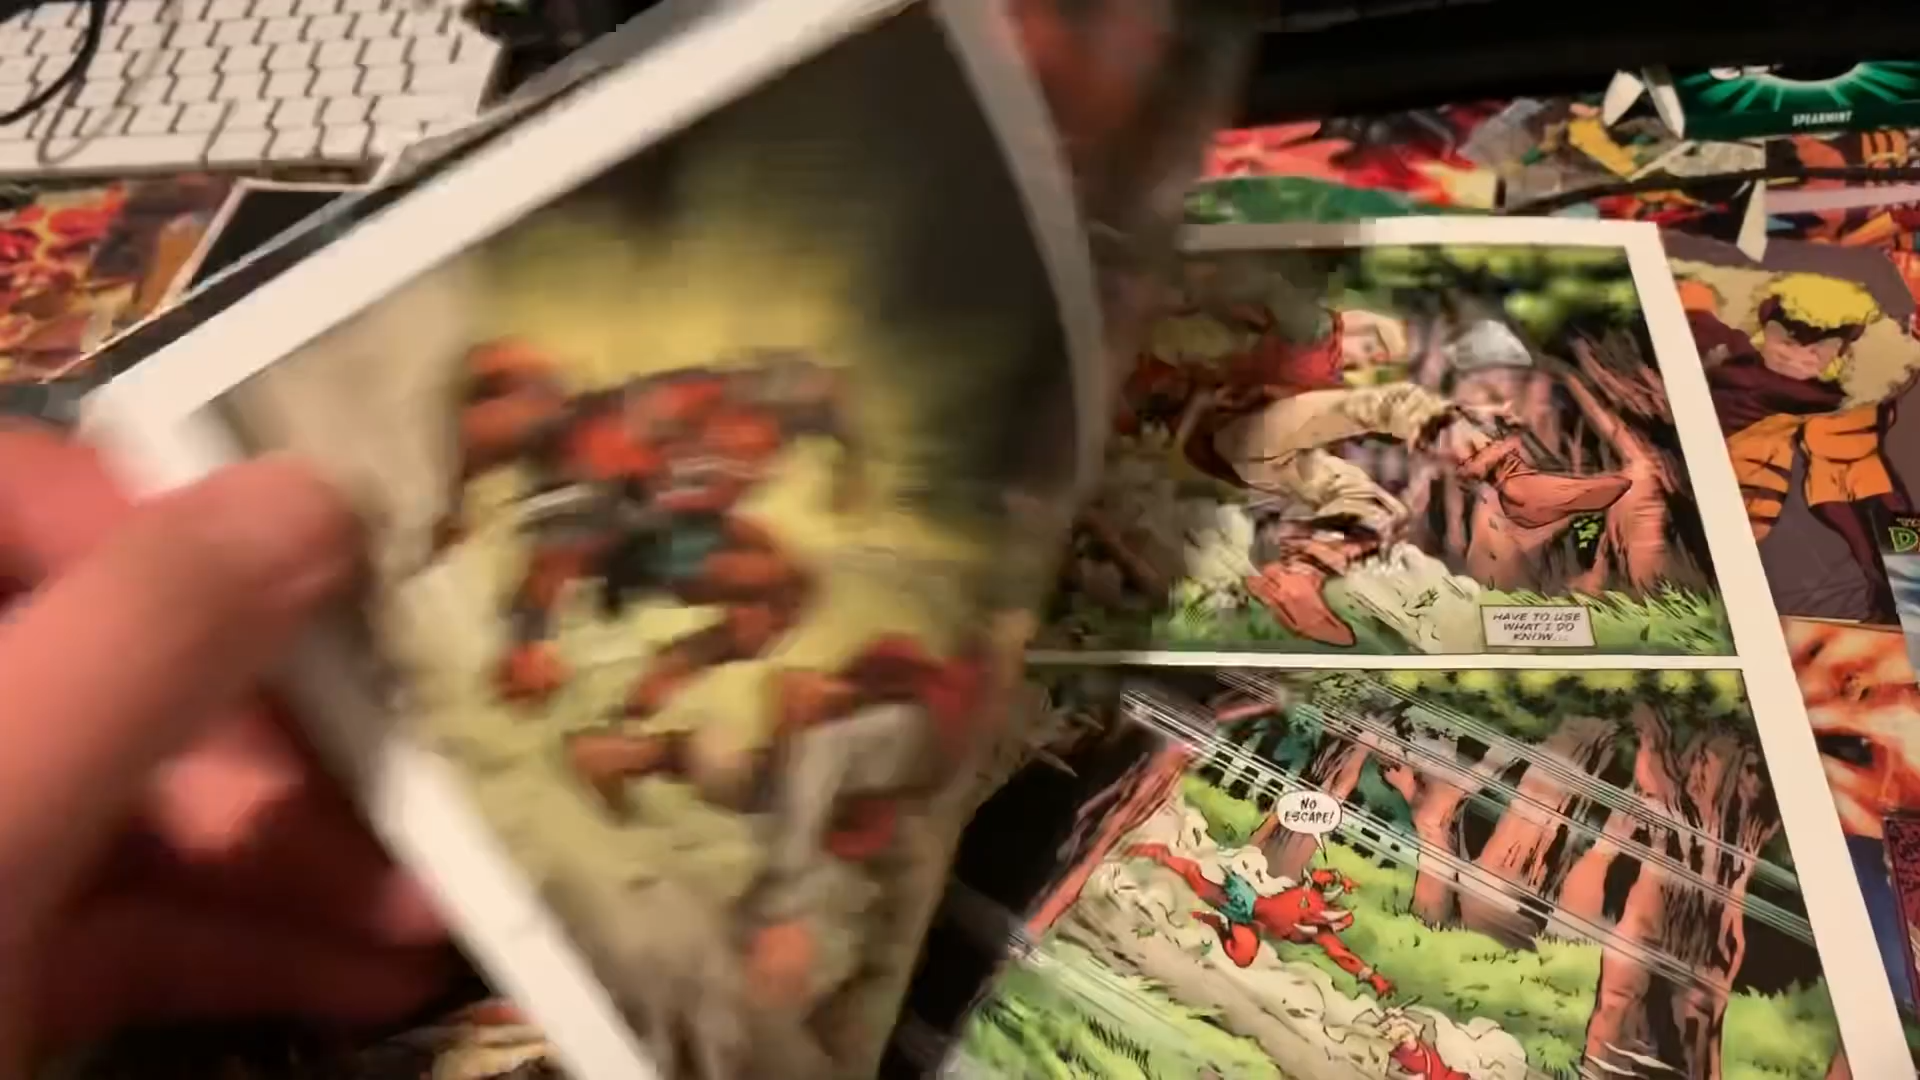 SPEARMINT
HAVE TO USE
WHAT I DO
KNOW...
NO
ESCAPE!